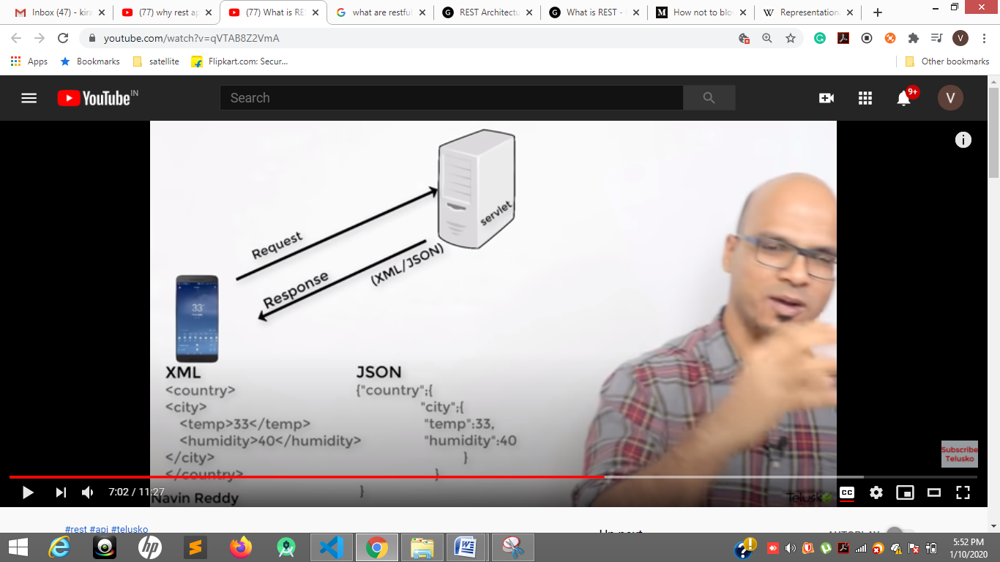 Inbox (47) - kira
(77) why rest ap
(77) What is RES
what are restful
REST Architectu
What is REST -
How not to blo
Representationa
youtube.com/watch?v=qVTAB8Z2VmA
V
Apps
Bookmarks
satellite
Flipkart.com: Secur...
Other bookmarks
YouTube IN
Search
9+
V
servlet
Request
Response
(XML/JSON)
33°
XML
JSON
<country>
{"country";{
<city>
"city";{
<temp>33</temp>
"temp":33,
<humidity>40</humidity>
"humidity":40
</city>
}
</country>
}
}
Subscribe
Telusko
7:02 / 11:27
CC
Navin Reddy
Telusko
#rest #api #telusko
Up next
AUTOPLAY
5:52 PM
1/10/2020